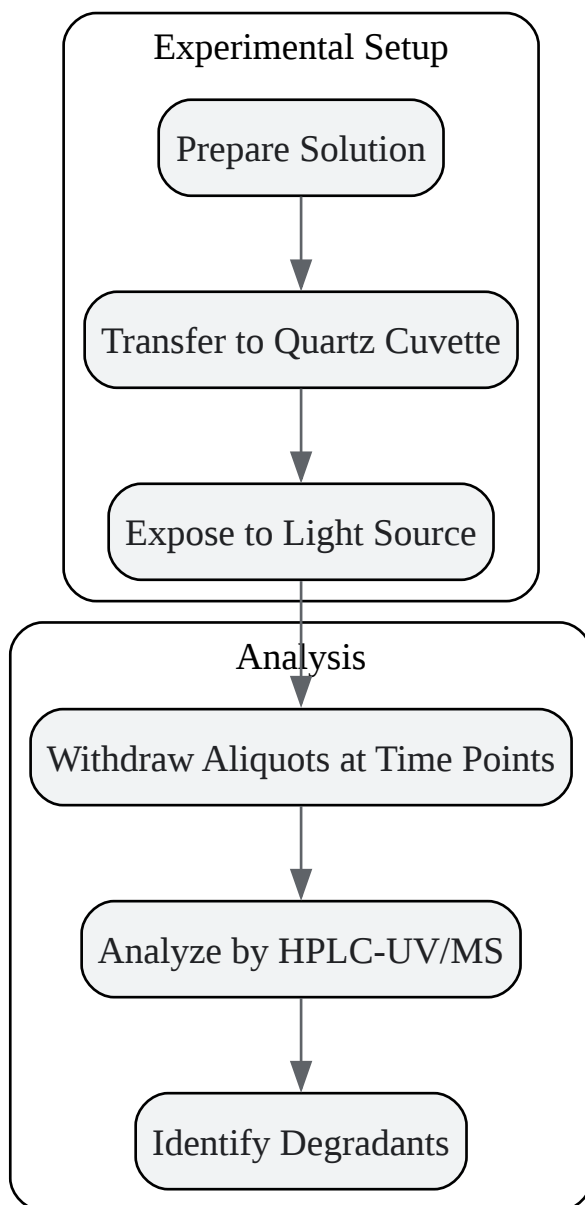 Experimental Setup
Prepare Solution
Transfer to Quartz Cuvette
Expose to Light Source
Analysis
Withdraw Aliquots at Time Points
Analyze by HPLC-UV/MS
Identify Degradants